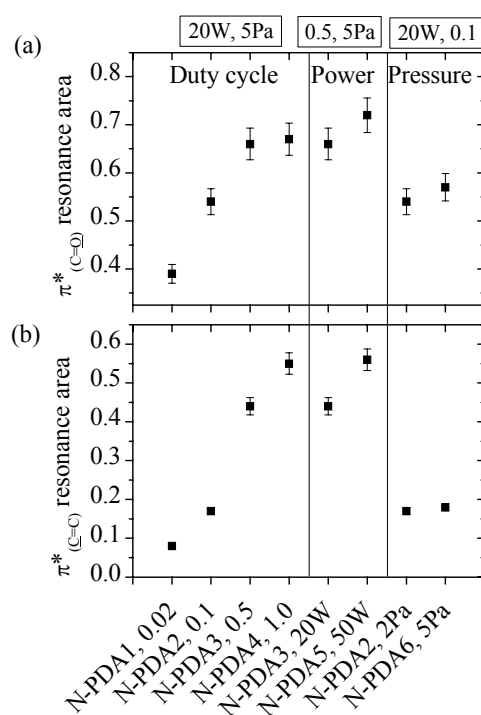 20W, 5Pa
0.5, 5Pa
20W, 0.1
(a)
Duty cycle
Power
Pressure
π* (C=O) resonance area
0.8
0.7
0.6
0.5
0.4
(b)
π* (C=C) resonance area
0.6
0.5
0.4
0.3
0.2
0.1
0.0
N-PDA1, 0.02
N-PDA2, 0.1
N-PDA3, 0.5
N-PDA4, 1.0
N-PDA3, 20W
N-PDA5, 50W
N-PDA2, 2Pa
N-PDA6, 5Pa